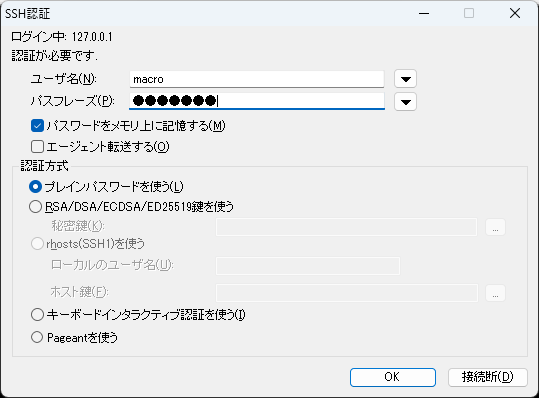 SSH認証
ログイン中: 127.0.0.1
認証が必要です.
ユーザ名(N): macro
パスフレーズ(P): ●●●●●●●
パスワードをメモリ上に記憶する(M)
エージェント転送する(O)
認証方式
プレインパスワードを使う(L)
RSA/DSA/ECDSA/ED25519鍵を使う
秘密鍵(K): ...
rhosts(SSH1)を使う
ローカルのユーザ名(U):
ホスト鍵(F): ...
キーボードインタラクティブ認証を使う(I)
Pageantを使う
OK 接続断(D)